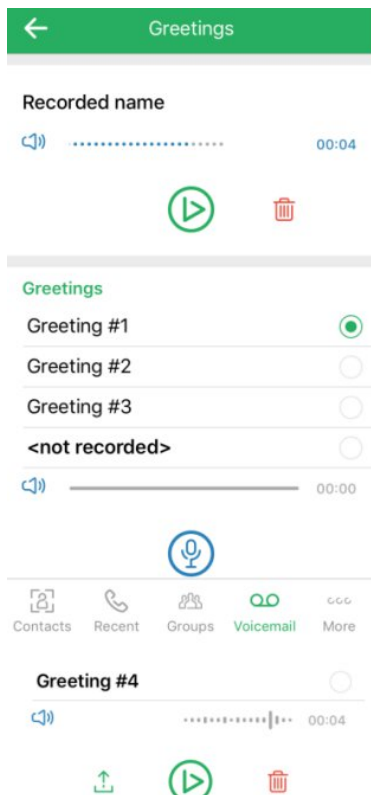 Greetings
Recorded name
00:04
Greetings
Greeting #1
Greeting #2
Greeting #3
<not recorded>
00:00
Contacts Recent Groups Voicemail More
Greeting #4
00:04